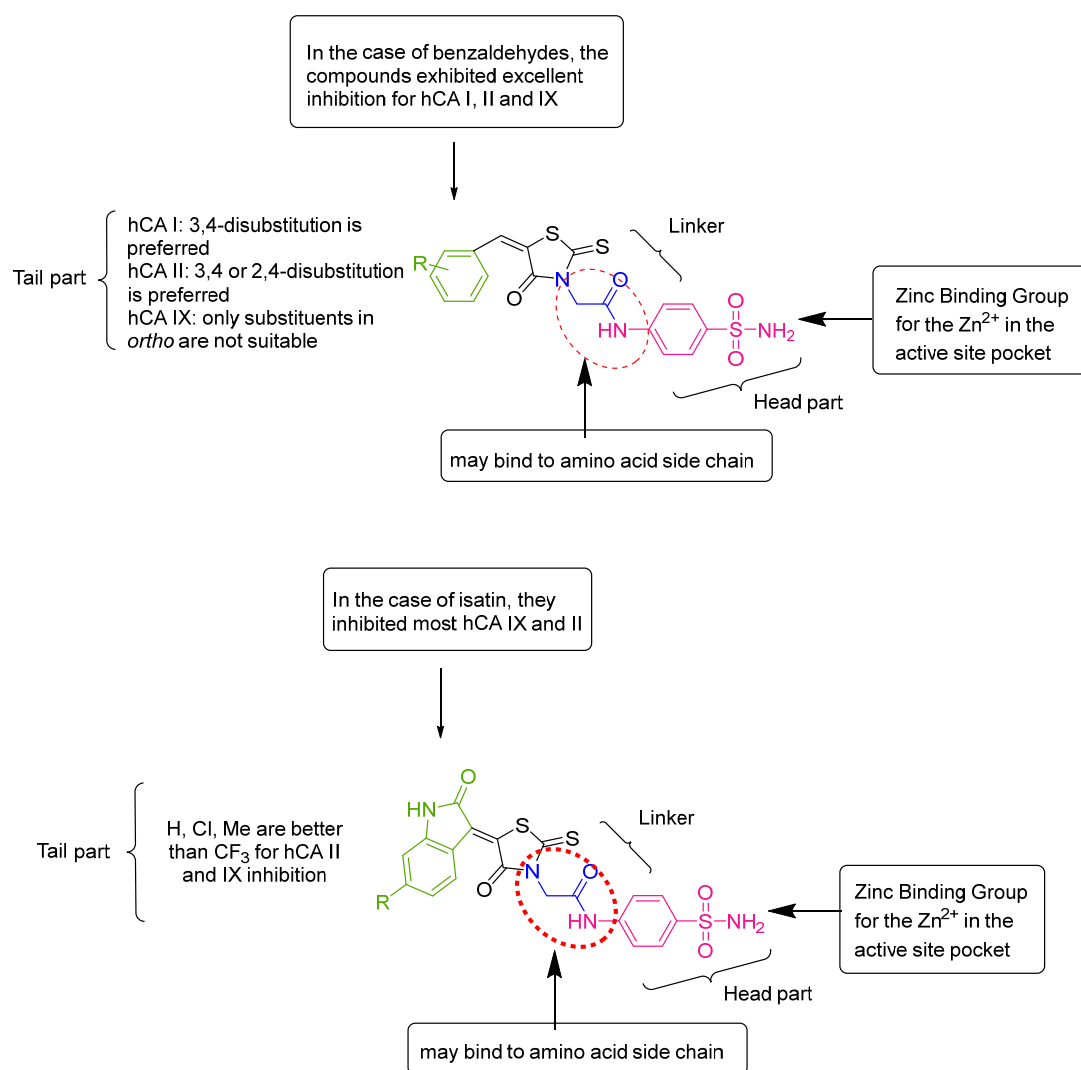 In the case of benzaldehydes, the
compounds exhibited excellent
inhibition for hCA I, II and IX
Tail part
hCA I: 3,4-disubstitution is
preferred
hCA II: 3,4 or 2,4-disubstitution
is preferred
hCA IX: only substituents in
ortho are not suitable
R
S
S
N
O
O
NH
Linker
O
S
NH2
O
Head part
Zinc Binding Group
for the Zn2+ in the
active site pocket
may bind to amino acid side chain
In the case of isatin, they
inhibited most hCA IX and II
Tail part
H, Cl, Me are better
than CF3 for hCA II
and IX inhibition
O
HN
R
S
S
N
O
O
NH
Linker
O
S
NH2
O
Head part
Zinc Binding Group
for the Zn2+ in the
active site pocket
may bind to amino acid side chain